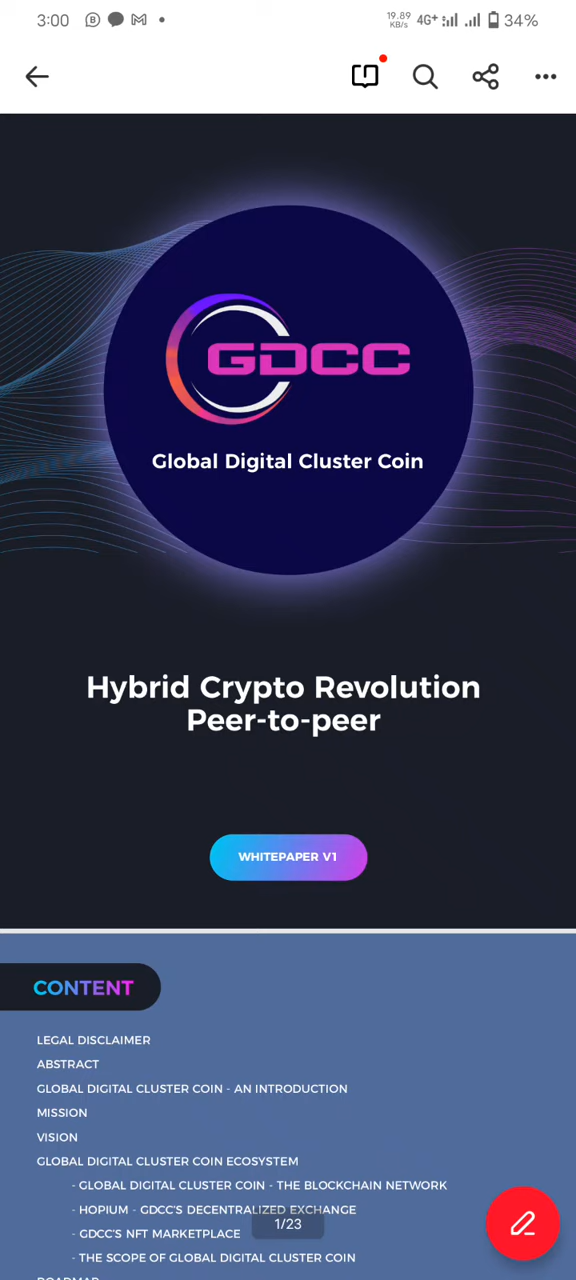 3:00
19.89
KB/s
4G+
34%
GDCC
Global Digital Cluster Coin
Hybrid Crypto Revolution
Peer-to-peer
WHITEPAPER V1
CONTENT
LEGAL DISCLAIMER
ABSTRACT
GLOBAL DIGITAL CLUSTER COIN - AN INTRODUCTION
MISSION
VISION
GLOBAL DIGITAL CLUSTER COIN ECOSYSTEM
- GLOBAL DIGITAL CLUSTER COIN - THE BLOCKCHAIN NETWORK
- HOPIUM - GDCC'S DECENTRALIZED EXCHANGE
1/23
- GDCC'S NFT MARKETPLACE
- THE SCOPE OF GLOBAL DIGITAL CLUSTER COIN
ROADMAP